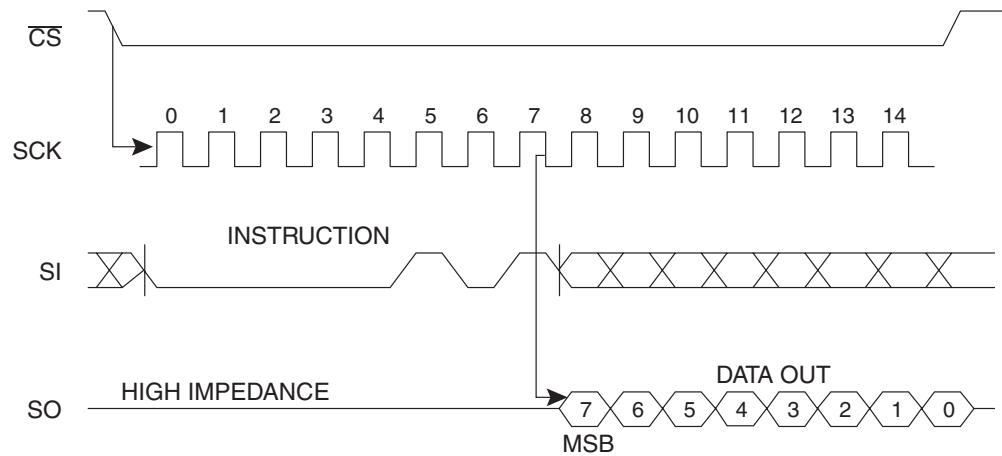 CS
0 1 2 3 4 5 6 7 8 9 10 11 12 13 14
SCK
INSTRUCTION
SI
HIGH IMPEDANCE
DATA OUT
SO
7 6 5 4 3 2 1 0
MSB